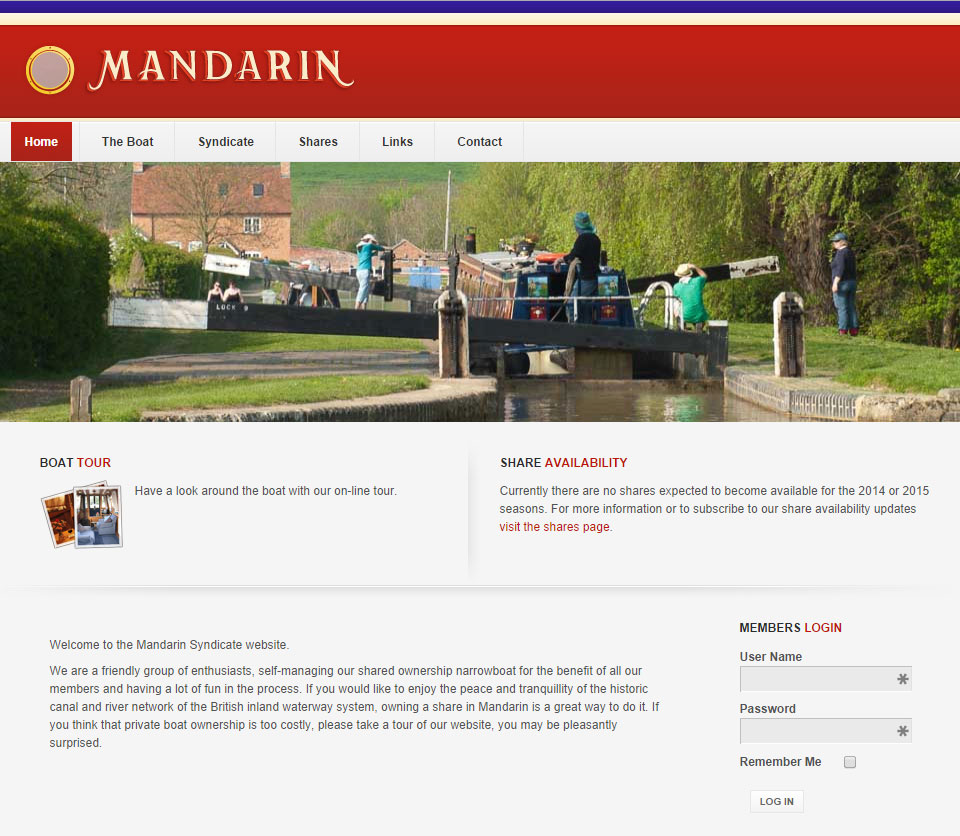 MANDARIN
Home The Boat Syndicate Shares Links Contact
LOCK 9
BOAT TOUR
Have a look around the boat with our on-line tour.
SHARE AVAILABILITY
Currently there are no shares expected to become available for the 2014 or 2015
seasons. For more information or to subscribe to our share availability updates
visit the shares page.
Welcome to the Mandarin Syndicate website.
We are a friendly group of enthusiasts, self-managing our shared ownership narrowboat for the benefit of all our
members and having a lot of fun in the process. If you would like to enjoy the peace and tranquillity of the historic
canal and river network of the British inland waterway system, owning a share in Mandarin is a great way to do it. If
you think that private boat ownership is too costly, please take a tour of our website, you may be pleasantly
surprised.
MEMBERS LOGIN
User Name
Password
Remember Me
LOG IN